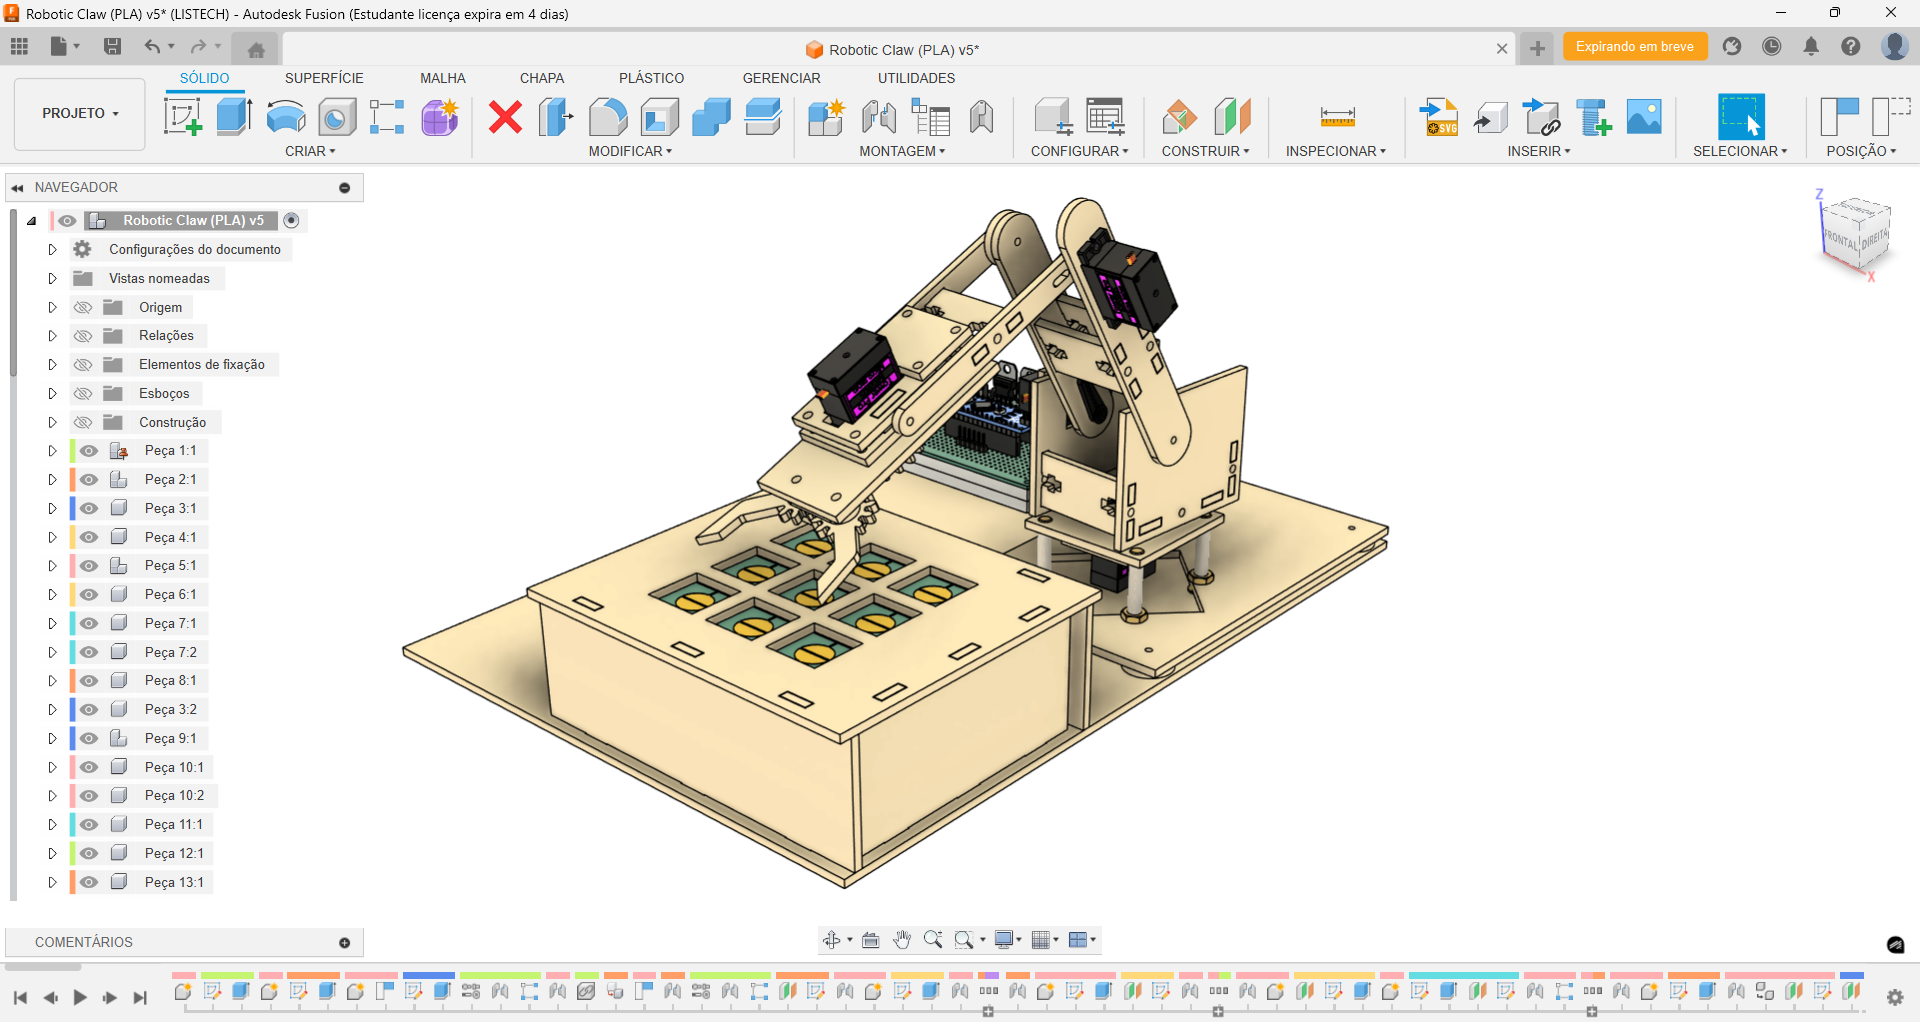 Robotic Claw (PLA) v5* (LISTECH) - Autodesk Fusion (Estudante licença expira em 4 dias)
Robotic Claw (PLA) v5*
Expirando em breve
SÓLIDO SUPERFÍCIE MALHA CHAPA PLÁSTICO GERENCIAR UTILIDADES
PROJETO
SVG
CRIAR MODIFICAR MONTAGEM CONFIGURAR CONSTRUIR INSPECIONAR INSERIR SELECIONAR POSIÇÃO
NAVEGADOR
Robotic Claw (PLA) v5
Configurações do documento
Vistas nomeadas
Origem
Relações
Elementos de fixação
Esboços
Construção
Peça 1:1
Peça 2:1
Peça 3:1
Peça 4:1
Peça 5:1
Peça 6:1
Peça 7:1
Peça 7:2
Peça 8:1
Peça 3:2
Peça 9:1
Peça 10:1
Peça 10:2
Peça 11:1
Peça 12:1
Peça 13:1
Z
FRONTAL DIREITA
X
COMENTÁRIOS